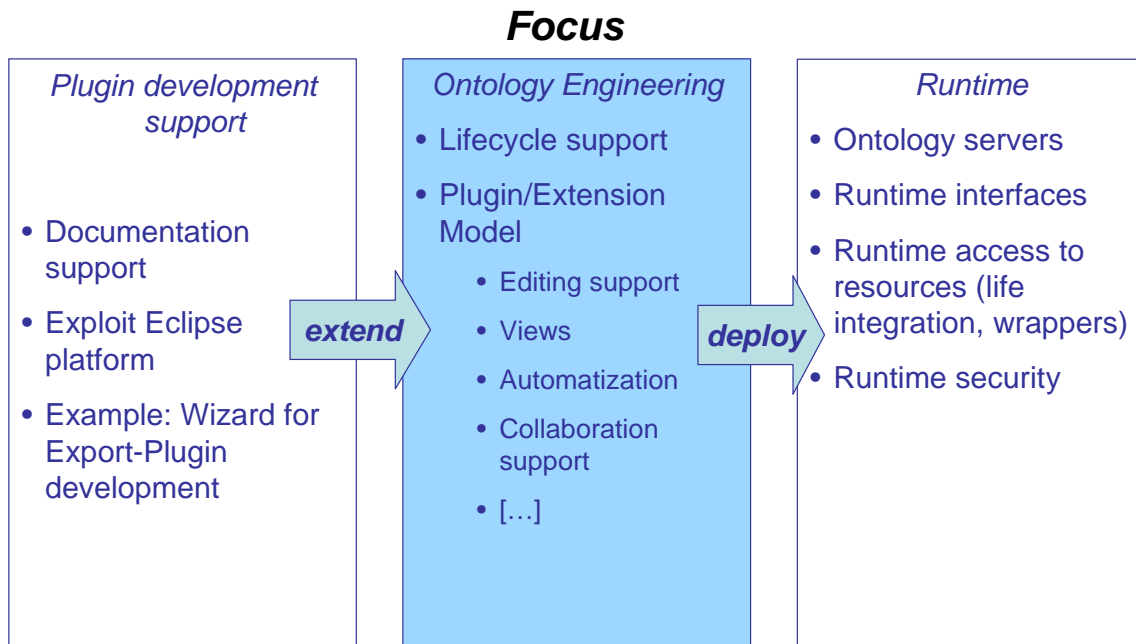 Focus
Plugin development
support
• Documentation
support
• Exploit Eclipse
platform
• Example: Wizard for
Export-Plugin
development
extend
Ontology Engineering
• Lifecycle support
• Plugin/Extension
Model
• Editing support
• Views
• Automatization
• Collaboration
support
• […]
deploy
Runtime
• Ontology servers
• Runtime interfaces
• Runtime access to
resources (life
integration, wrappers)
• Runtime security